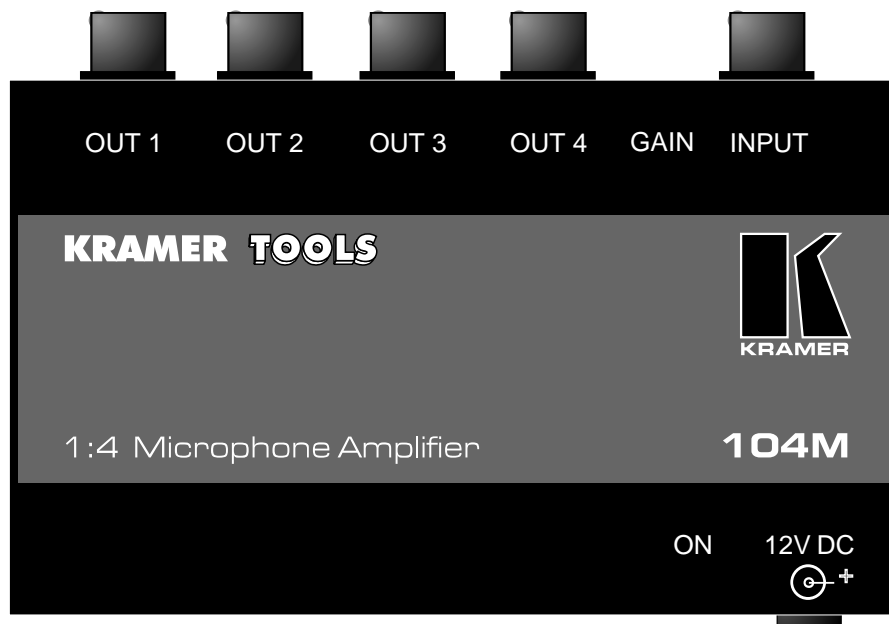 OUT 1 OUT 2 OUT 3 OUT 4 GAIN INPUT
KRAMER TOOLS
KRAMER
1:4 Microphone Amplifier 104M
ON 12V DC
+